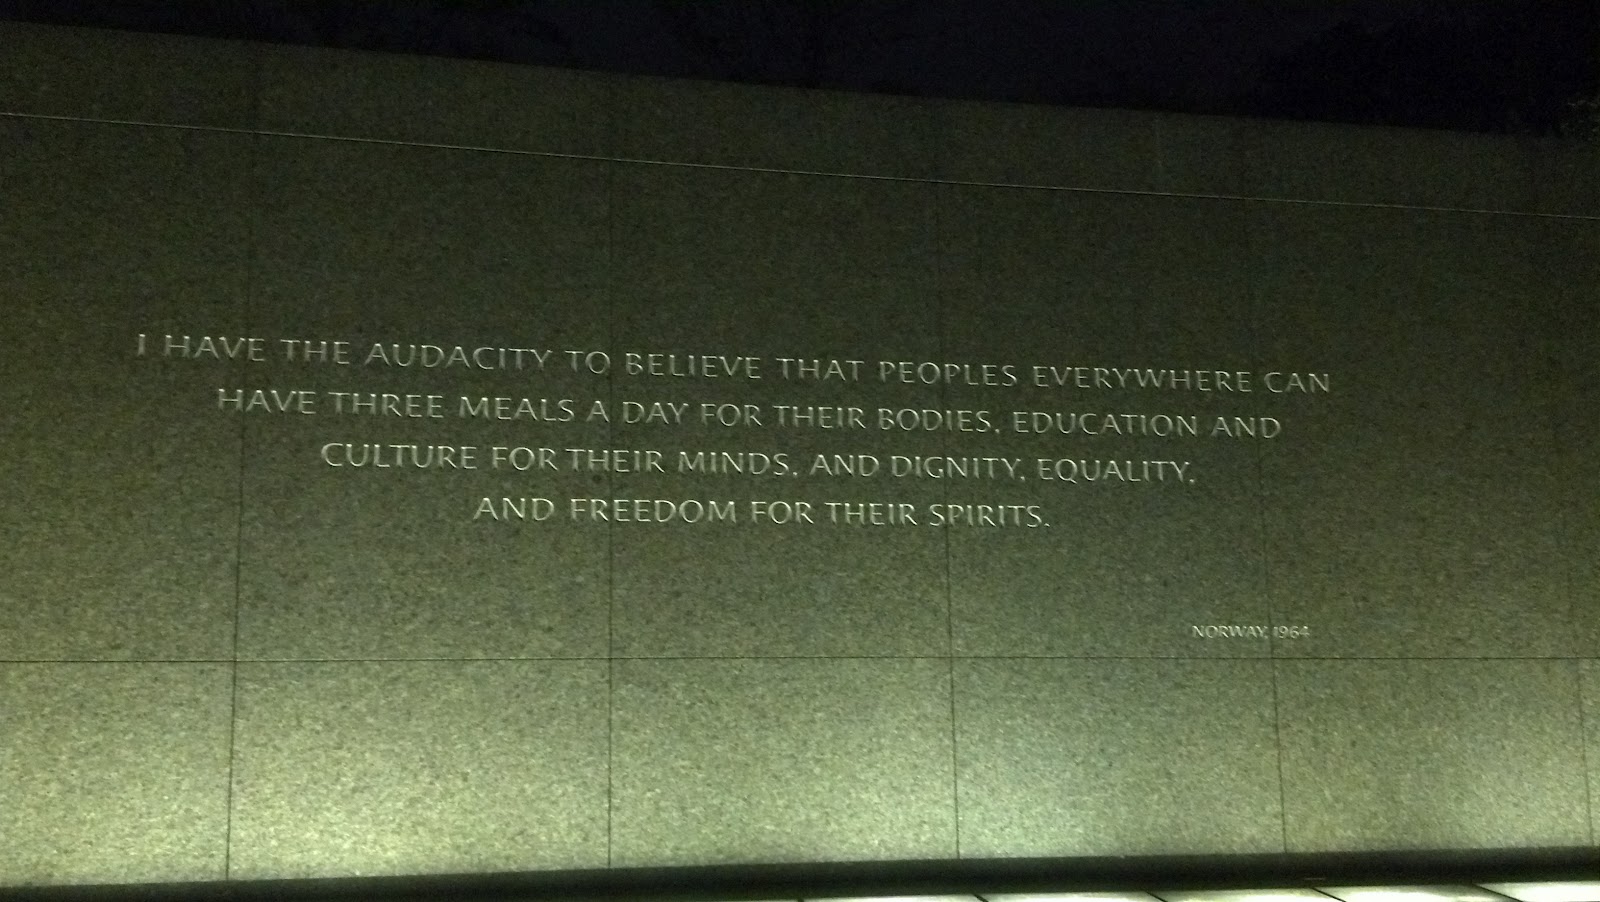 I HAVE THE AUDACITY TO BELIEVE THAT PEOPLES EVERYWHERE CAN
HAVE THREE MEALS A DAY FOR THEIR BODIES, EDUCATION AND
CULTURE FOR THEIR MINDS, AND DIGNITY, EQUALITY,
AND FREEDOM FOR THEIR SPIRITS.
NORWAY, 1964